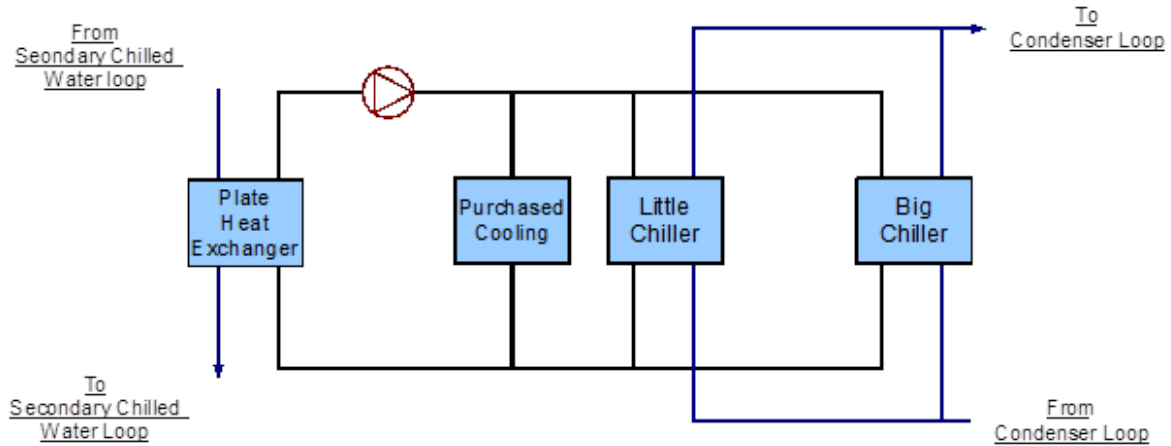 From
Seondary Chilled
Water loop
To
Condenser Loop
Plate
Heat
Exchanger
Purchased
Cooling
Little
Chiller
Big
Chiller
To
Secondary Chilled
Water Loop
From
Condenser Loop